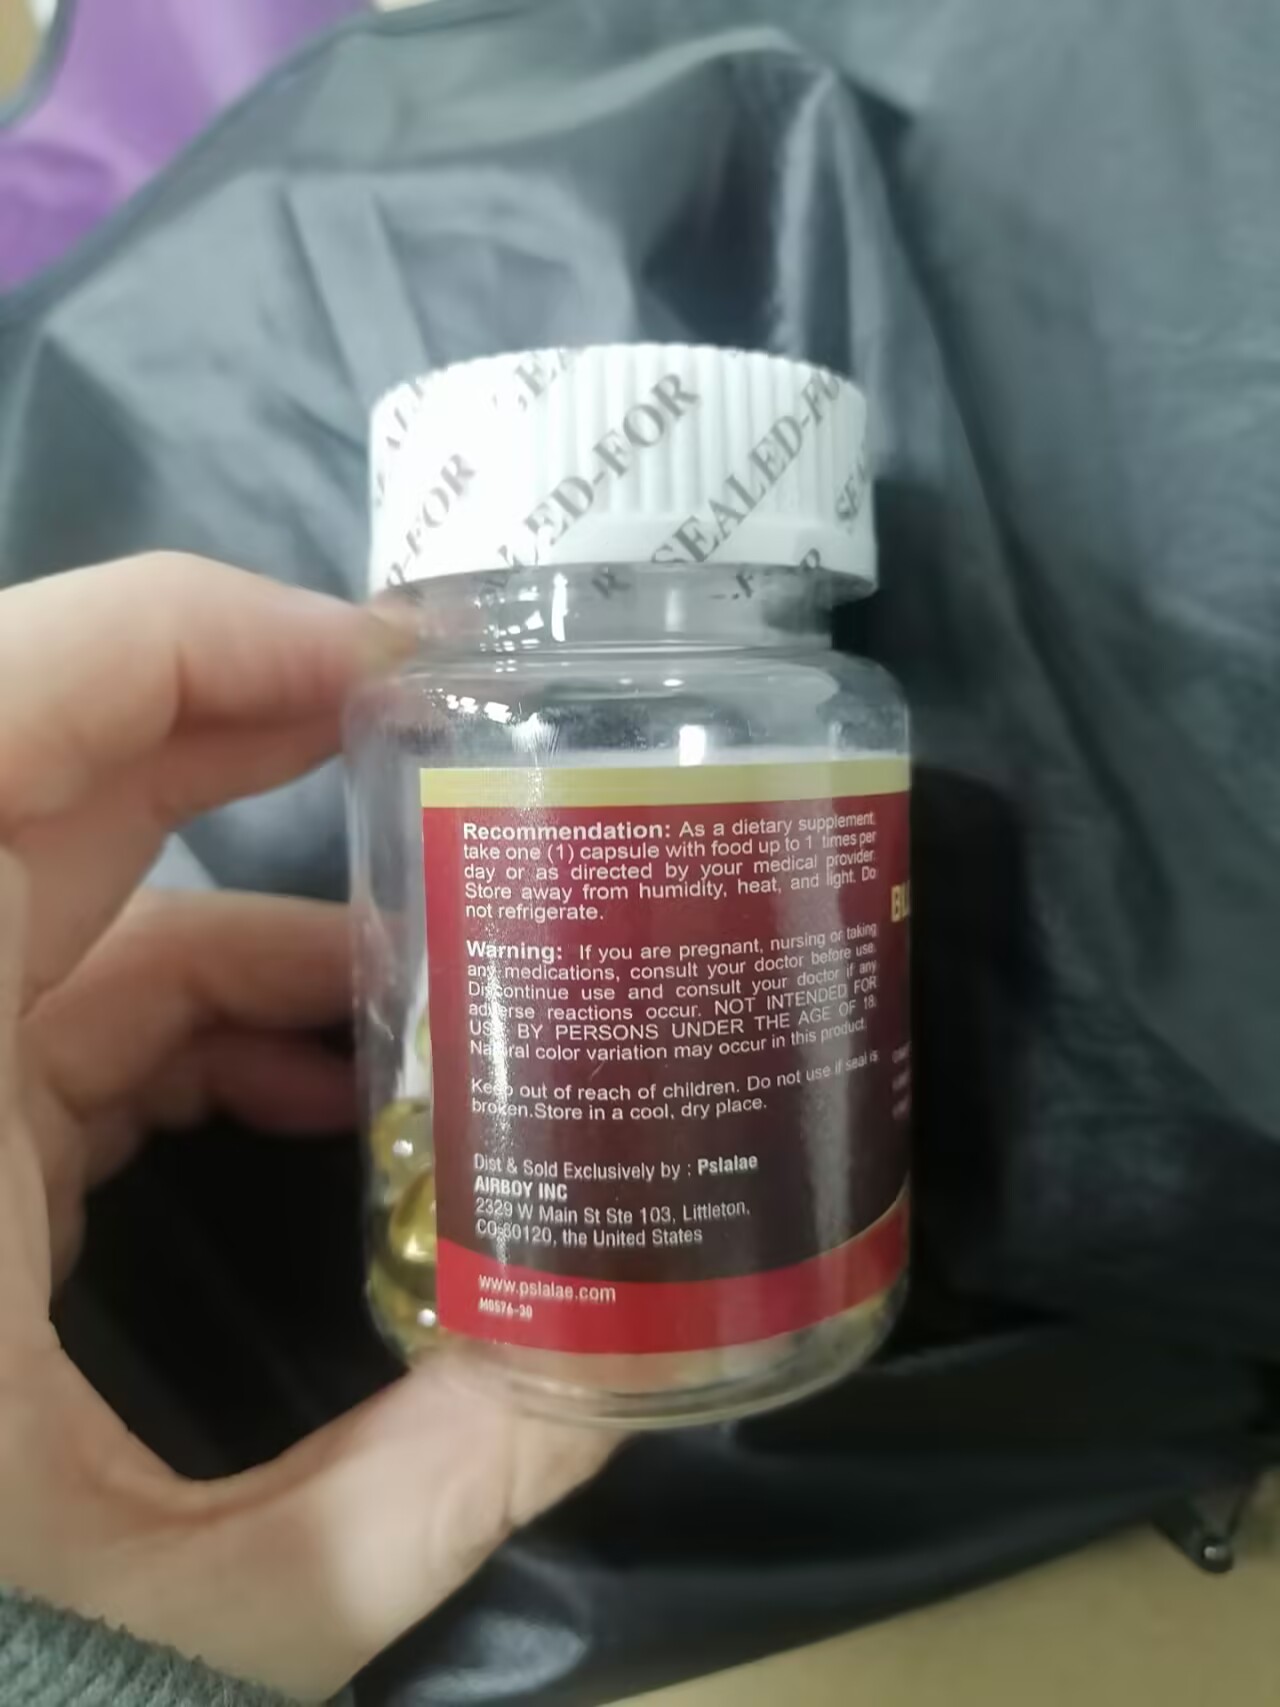 SEALED-FOR
SEALED-FOR
Recommendation: As a dietary supplement,
take one (1) capsule with food up to 1 times per
day or as directed by your medical provider.
Store away from humidity, heat, and light. Do
not refrigerate.
Warning: If you are pregnant, nursing or taking
any medications, consult your doctor before use.
Discontinue use and consult your doctor if any
adverse reactions occur. NOT INTENDED FOR
USE BY PERSONS UNDER THE AGE OF 18.
Natural color variation may occur in this product.
Keep out of reach of children. Do not use if seal is
broken.Store in a cool, dry place.
Dist & Sold Exclusively by : Pslalae
AIRBOY INC
2329 W Main St Ste 103, Littleton,
CO 80120, the United States
www.pslalae.com
M0576-30